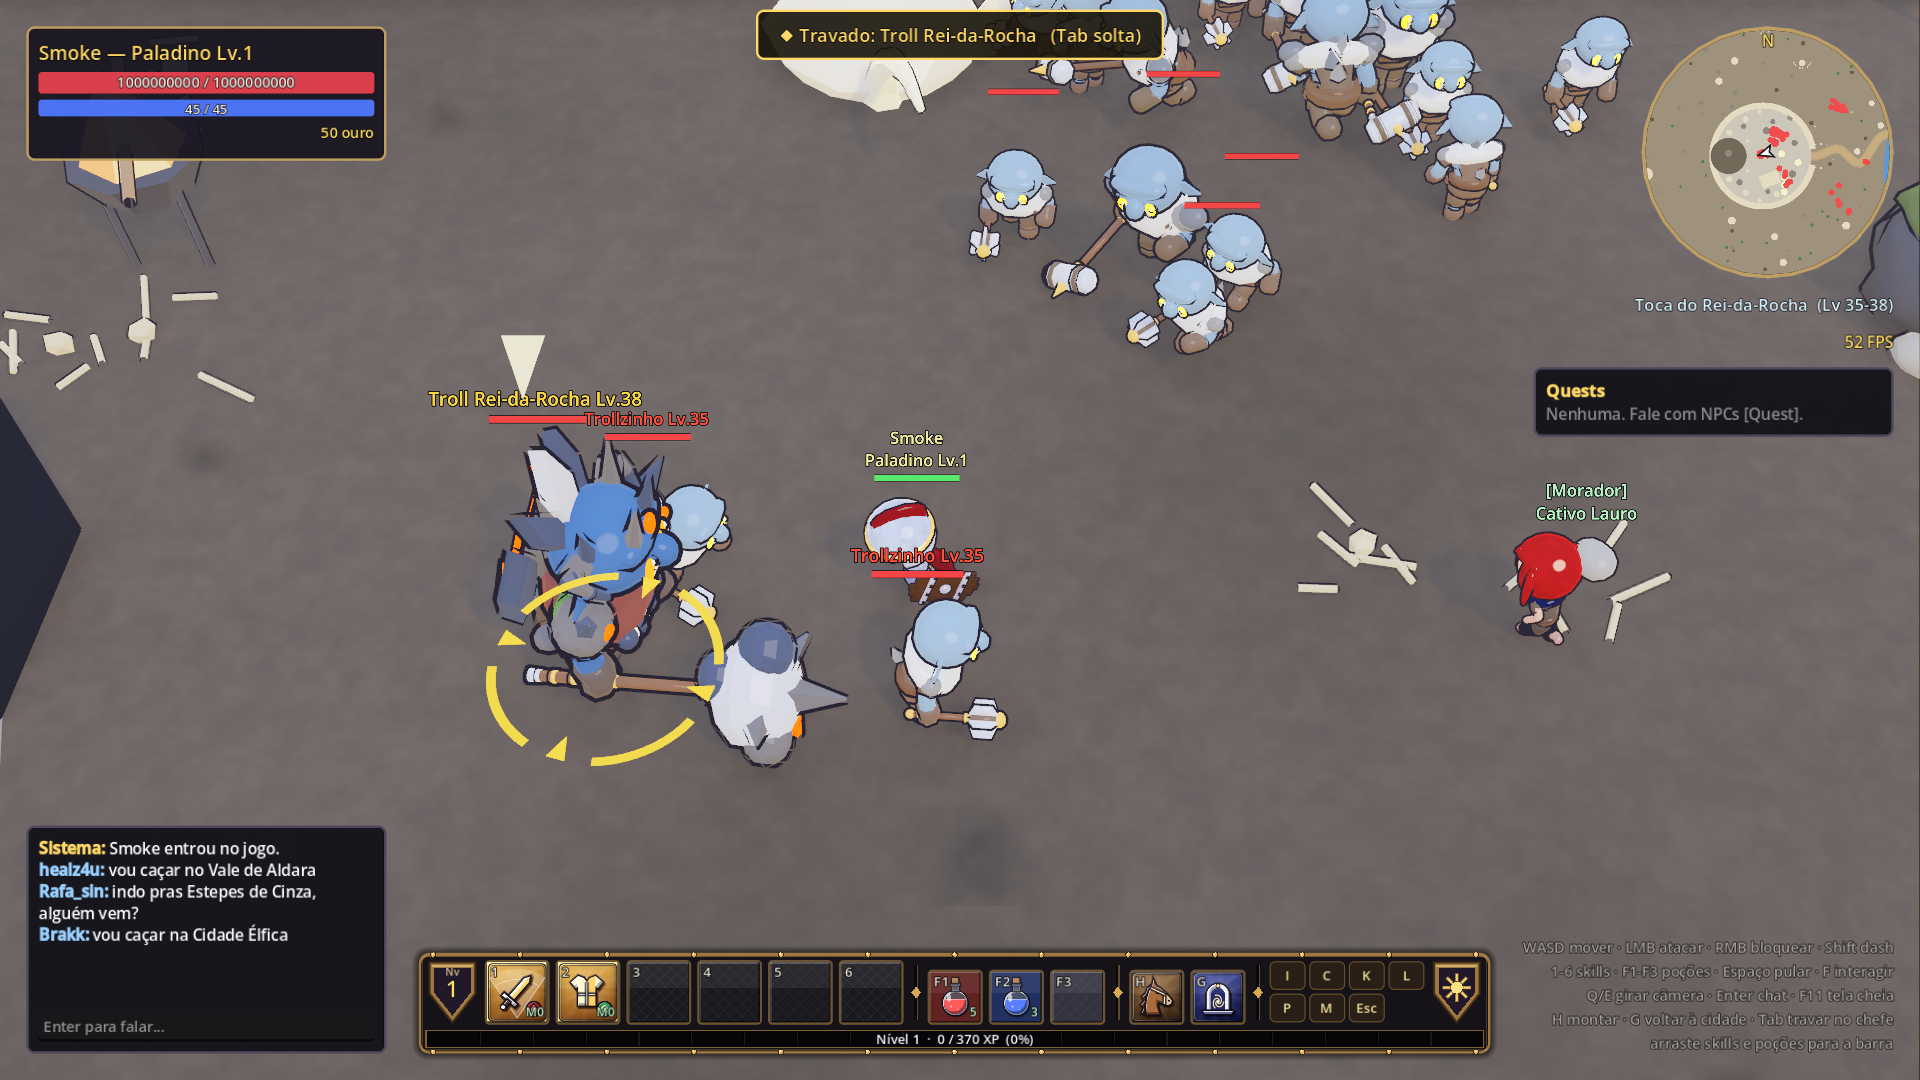 Smoke — Paladino Lv.1
1000000000 / 1000000000
45 / 45
50 ouro
◆ Travado: Troll Rei-da-Rocha (Tab solta)
N
Toca do Rei-da-Rocha (Lv 35-38)
52 FPS
Quests
Nenhuma. Fale com NPCs [Quest].
Troll Rei-da-Rocha Lv.38
Trollzinho Lv.35
Smoke
Paladino Lv.1
Trollzinho Lv.35
[Morador]
Cativo Lauro
Sistema: Smoke entrou no jogo.
healz4u: vou caçar no Vale de Aldara
Rafa_sln: indo pras Estepes de Cinza,
alguém vem?
Brakk: vou caçar na Cidade Élfica
Enter para falar...
Nv
1
1
M0
2
M0
3
4
5
6
F1
5
F2
3
F3
H
G
I
C
K
L
P
M
Esc
Nível 1 · 0 / 370 XP (0%)
WASD mover · LMB atacar · RMB bloquear · Shift dash
1-6 skills · F1-F3 poções · Espaço pular · F interagir
Q/E girar câmera · Enter chat · F11 tela cheia
H montar · G voltar à cidade · Tab travar no chefe
arraste skills e poções para a barra